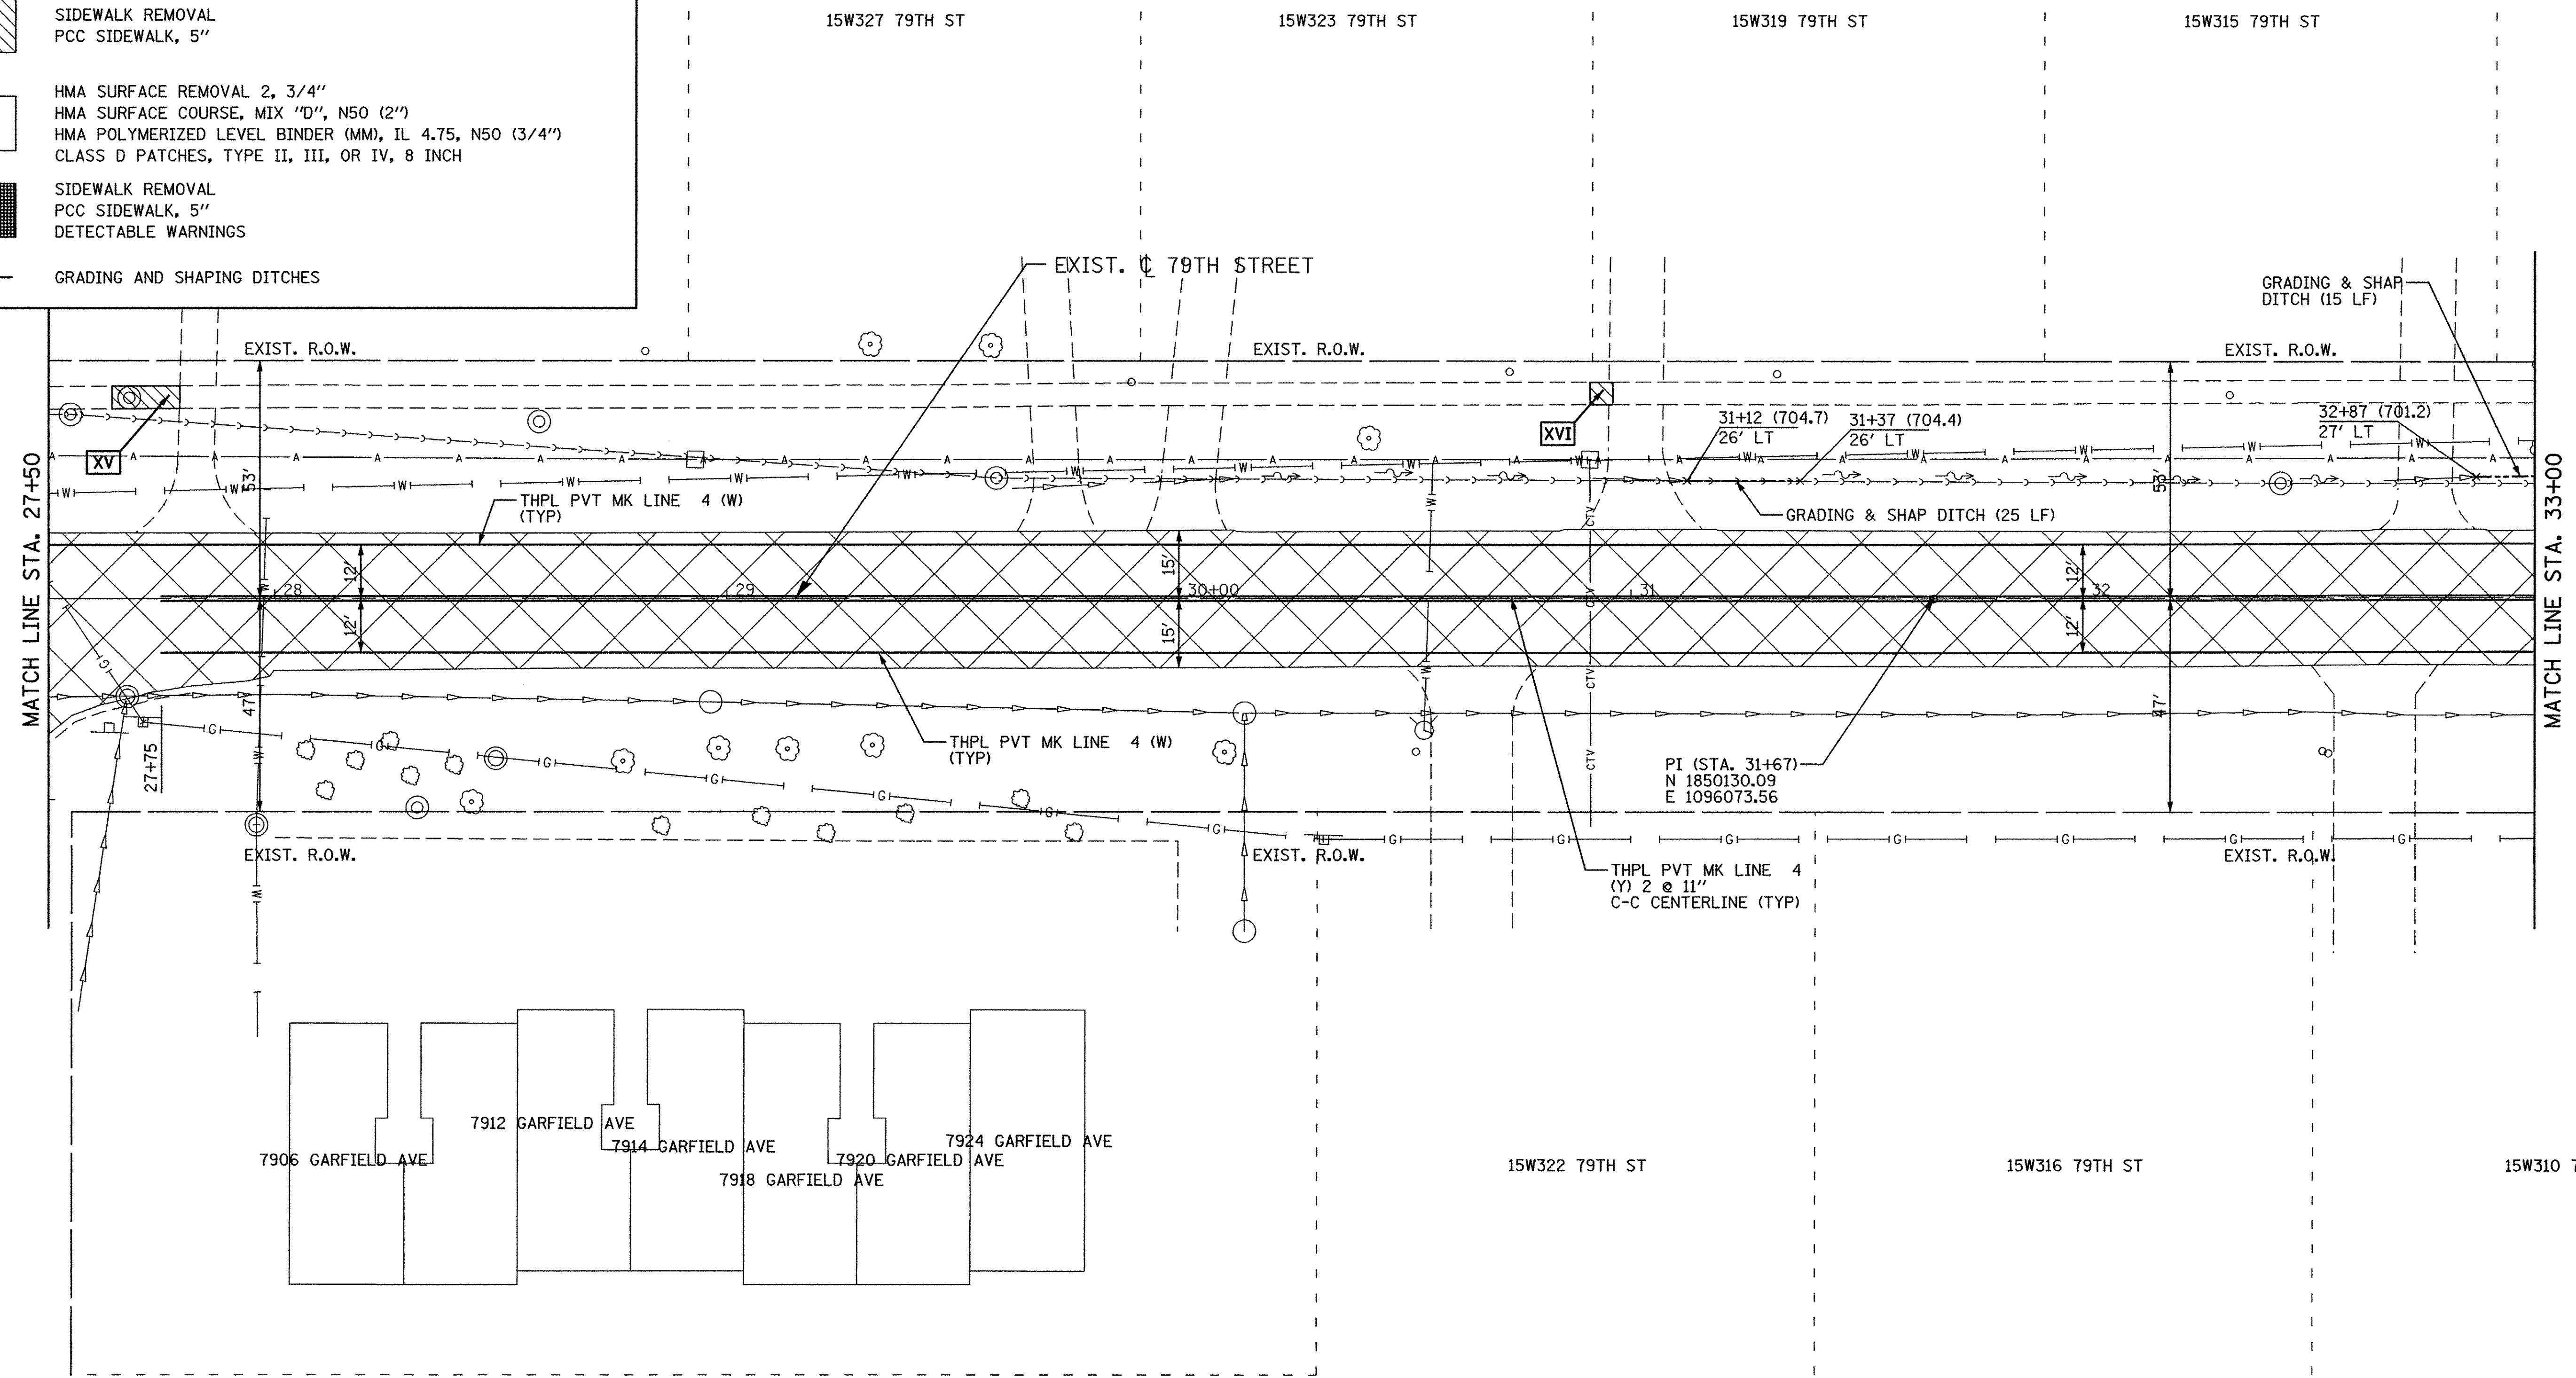 SIDEWALK REMOVAL
PCC SIDEWALK, 5"
HMA SURFACE REMOVAL 2, 3/4"
HMA SURFACE COURSE, MIX "D", N50 (2")
HMA POLYMERIZED LEVEL BINDER (MM), IL 4.75, N50 (3/4")
CLASS D PATCHES, TYPE II, III, OR IV, 8 INCH
SIDEWALK REMOVAL
PCC SIDEWALK, 5"
DETECTABLE WARNINGS
GRADING AND SHAPING DITCHES
15W327 79TH ST
15W323 79TH ST
15W319 79TH ST
15W315 79TH ST
EXIST. ℄ 79TH STREET
GRADING & SHAP
DITCH (15 LF)
EXIST. R.O.W.
EXIST. R.O.W.
EXIST. R.O.W.
XV
XVI
31+12 (704.7)
26' LT
31+37 (704.4)
26' LT
32+87 (701.2)
27' LT
53'
53'
THPL PVT MK LINE 4 (W)
(TYP)
GRADING & SHAP DITCH (25 LF)
MATCH LINE STA. 27+50
MATCH LINE STA. 33+00
12'
15'
12'
28
29
30+00
31
32
12'
15'
12'
47'
47'
27+75
THPL PVT MK LINE 4 (W)
(TYP)
PI (STA. 31+67)
N 1850130.09
E 1096073.56
EXIST. R.O.W.
EXIST. R.O.W.
EXIST. R.O.W.
THPL PVT MK LINE 4
(Y) 2 @ 11"
C-C CENTERLINE (TYP)
A A A A A A A A A A A A A A A A A A A A A A A A A A A A A A
W W W W W W W W W W W W W
W W W W W W W
G G G G G G G G G G G G G G G
CTV CTV CTV CTV
7906 GARFIELD AVE
7912 GARFIELD AVE
7914 GARFIELD AVE
7918 GARFIELD AVE
7920 GARFIELD AVE
7924 GARFIELD AVE
15W322 79TH ST
15W316 79TH ST
15W310